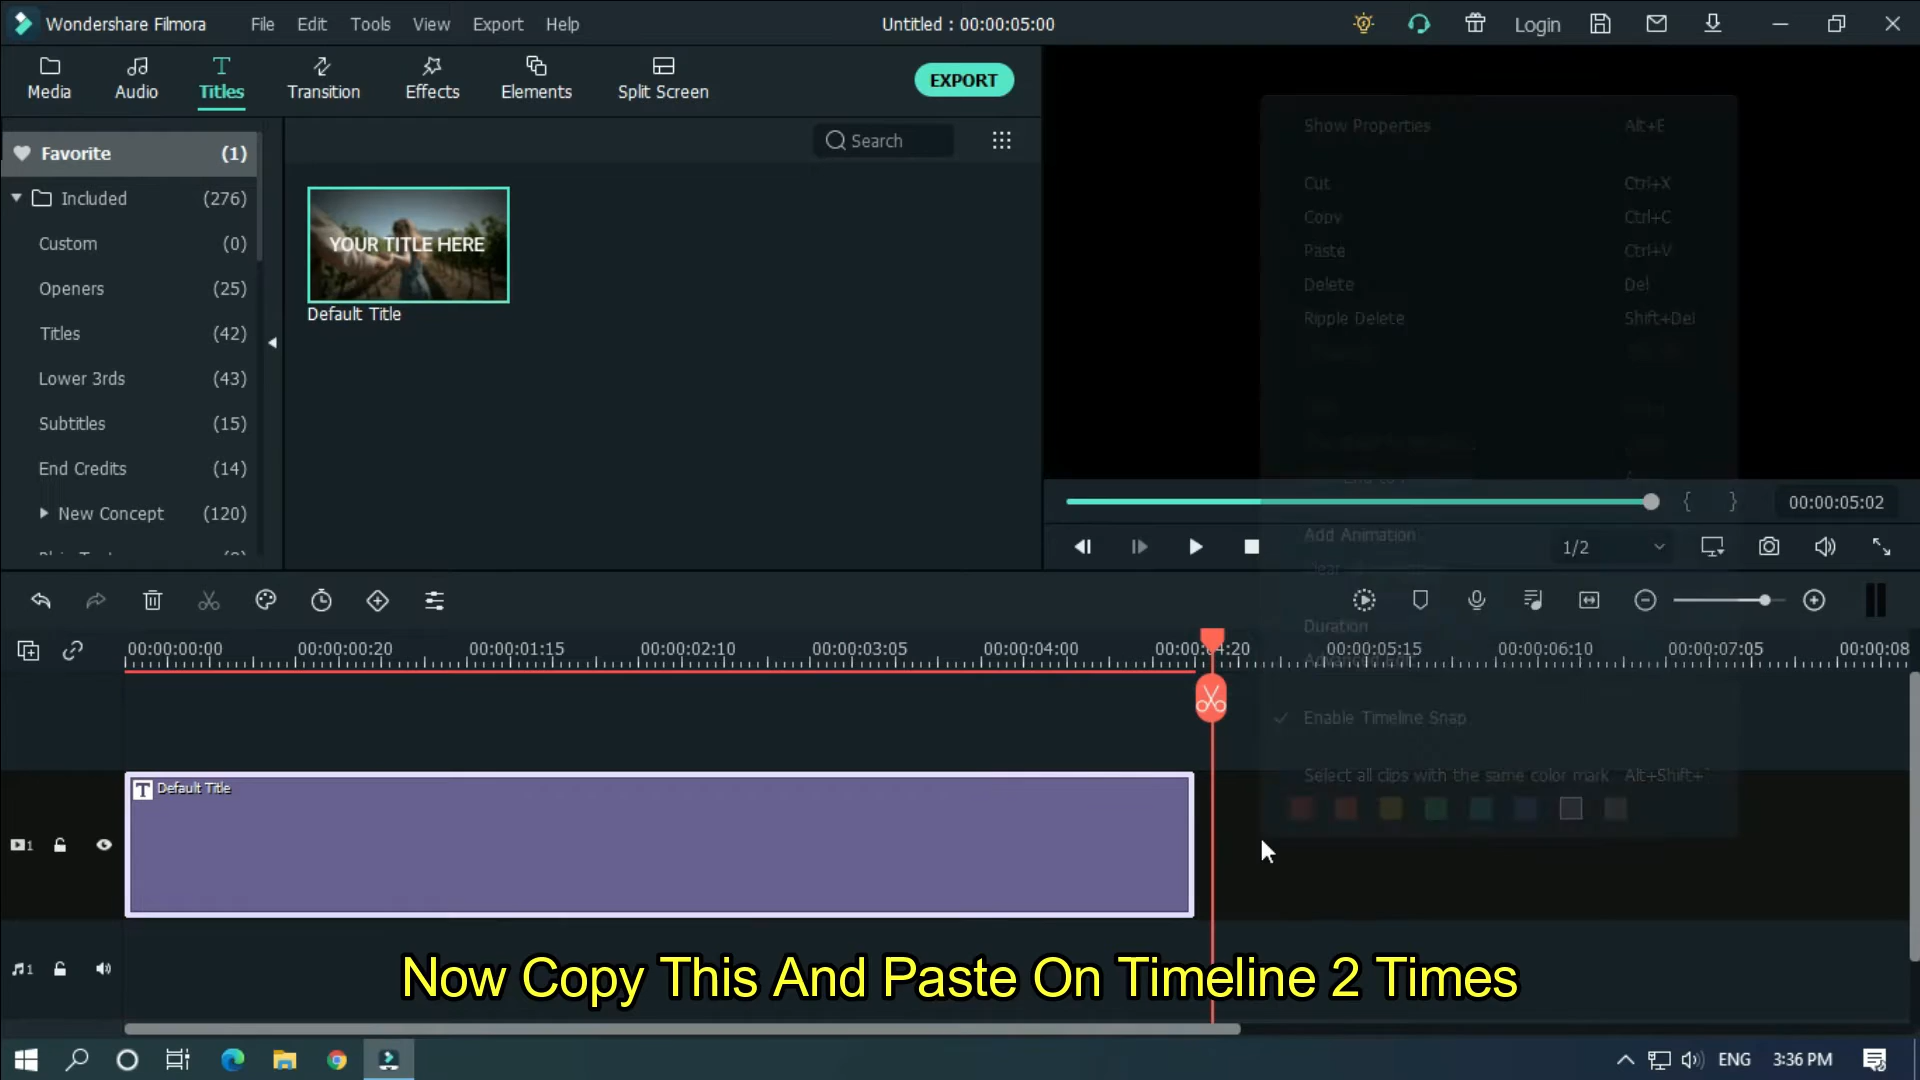 Wondershare Filmora File Edit Tools View Export Help Untitled : 00:00:05:00 Login
Media Audio Titles Transition Effects Elements Split Screen EXPORT
Favorite (1)
Search
Included (276)
Custom (0)
Openers (25)
Titles (42)
Lower 3rds (43)
Subtitles (15)
End Credits (14)
New Concept (120)
YOUR TITLE HERE
Default Title
Show Properties Alt+E
Cut Ctrl+X
Copy Ctrl+C
Paste Ctrl+V
Delete Del
Ripple Delete Shift+Del
{ } 00:00:05:02
Add Animation
1/2
Clear
Duration
00:00:00:00 00:00:00:20 00:00:01:15 00:00:02:10 00:00:03:05 00:00:04:00 00:00:04:20 00:00:05:15 00:00:06:10 00:00:07:05 00:00:08
Enable Timeline Snap
Select all clips with the same color mark Alt+Shift+`
T Default Title
1
1
Now Copy This And Paste On Timeline 2 Times
ENG 3:36 PM